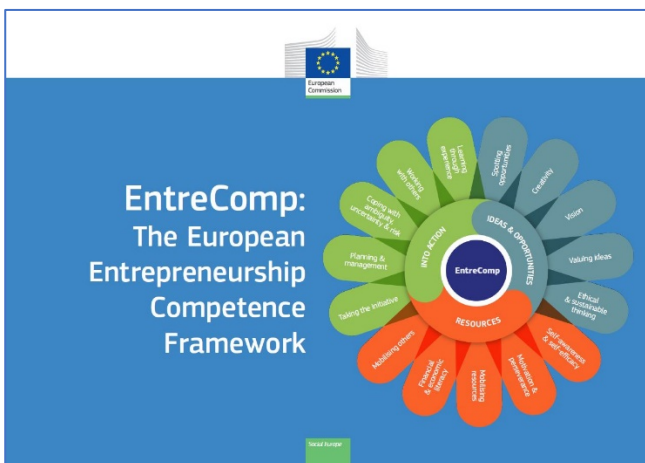 European
Commission
EntreComp:
The European
Entrepreneurship
Competence
Framework
EntreComp
IDEAS & OPPORTUNITIES
RESOURCES
INTO ACTION
Spotting
opportunities
Creativity
Vision
Valuing ideas
Ethical
& sustainable
thinking
Self-awareness
& self-efficacy
Motivation &
perseverance
Mobilising
resources
Financial
& economic
literacy
Mobilising others
Taking the initiative
Planning &
management
Coping with
ambiguity,
uncertainty & risk
Working
with others
Learning
through
experience
Social Europe